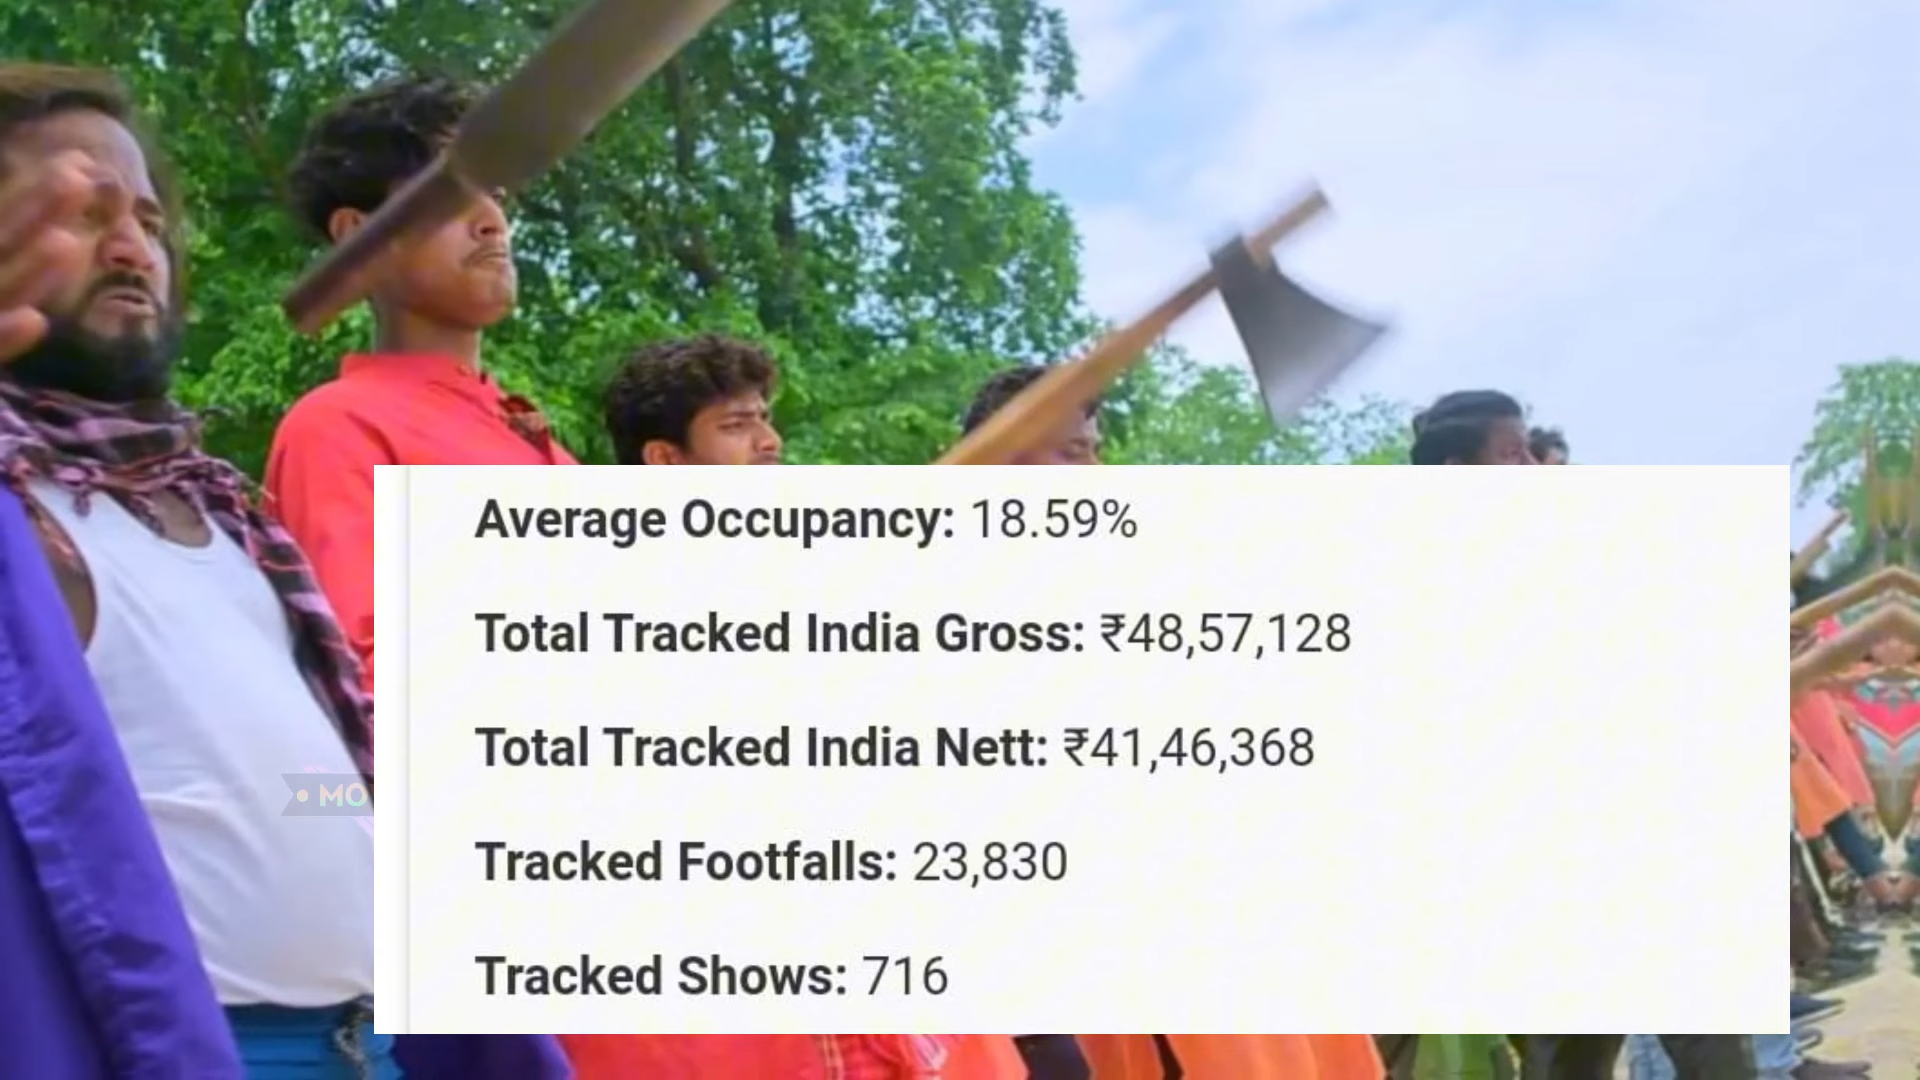 Average Occupancy: 18.59%
Total Tracked India Gross: ₹48,57,128
Total Tracked India Nett: ₹41,46,368
• MO
Tracked Footfalls: 23,830
Tracked Shows: 716